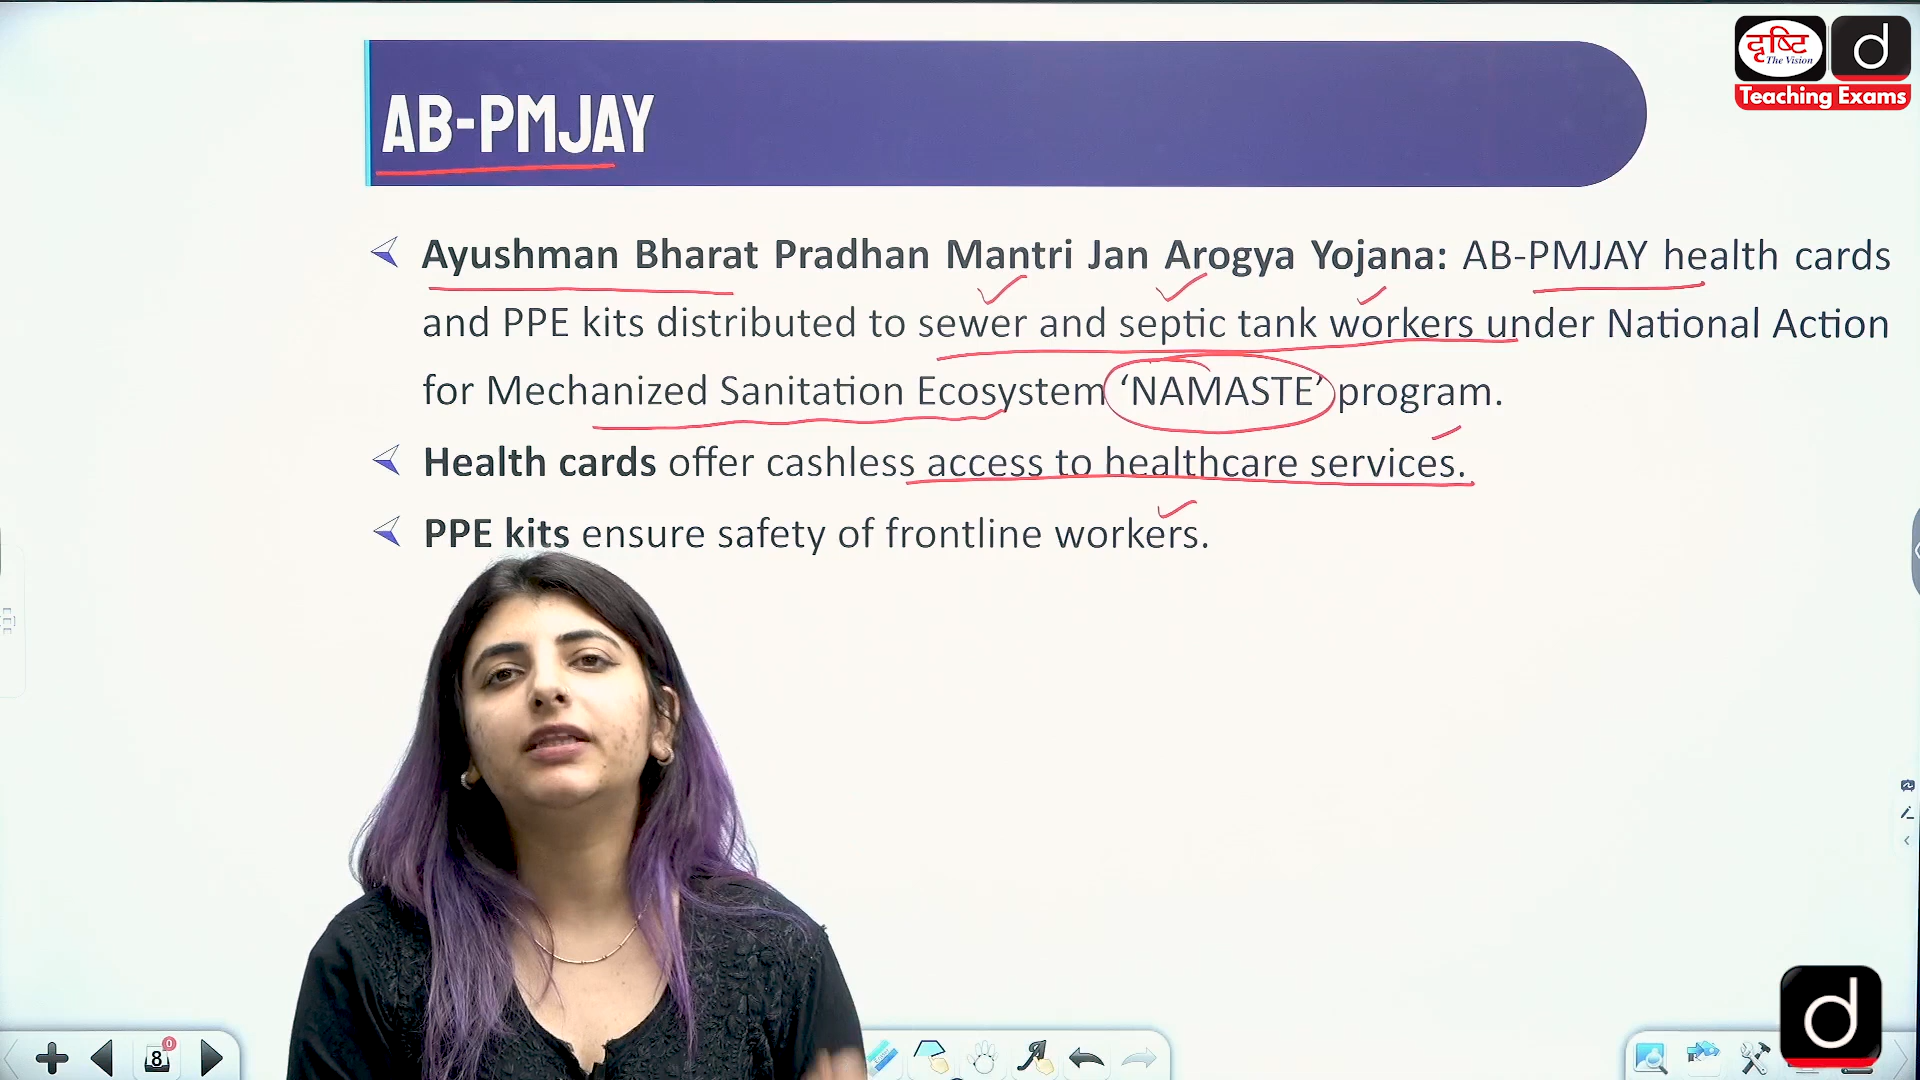 दृष्टि
The Vision
d
Teaching Exams
AB-PMJAY
Ayushman Bharat Pradhan Mantri Jan Arogya Yojana: AB-PMJAY health cards
and PPE kits distributed to sewer and septic tank workers under National Action
for Mechanized Sanitation Ecosystem ‘NAMASTE’ program.
Health cards offer cashless access to healthcare services.
PPE kits ensure safety of frontline workers.
8
0
d